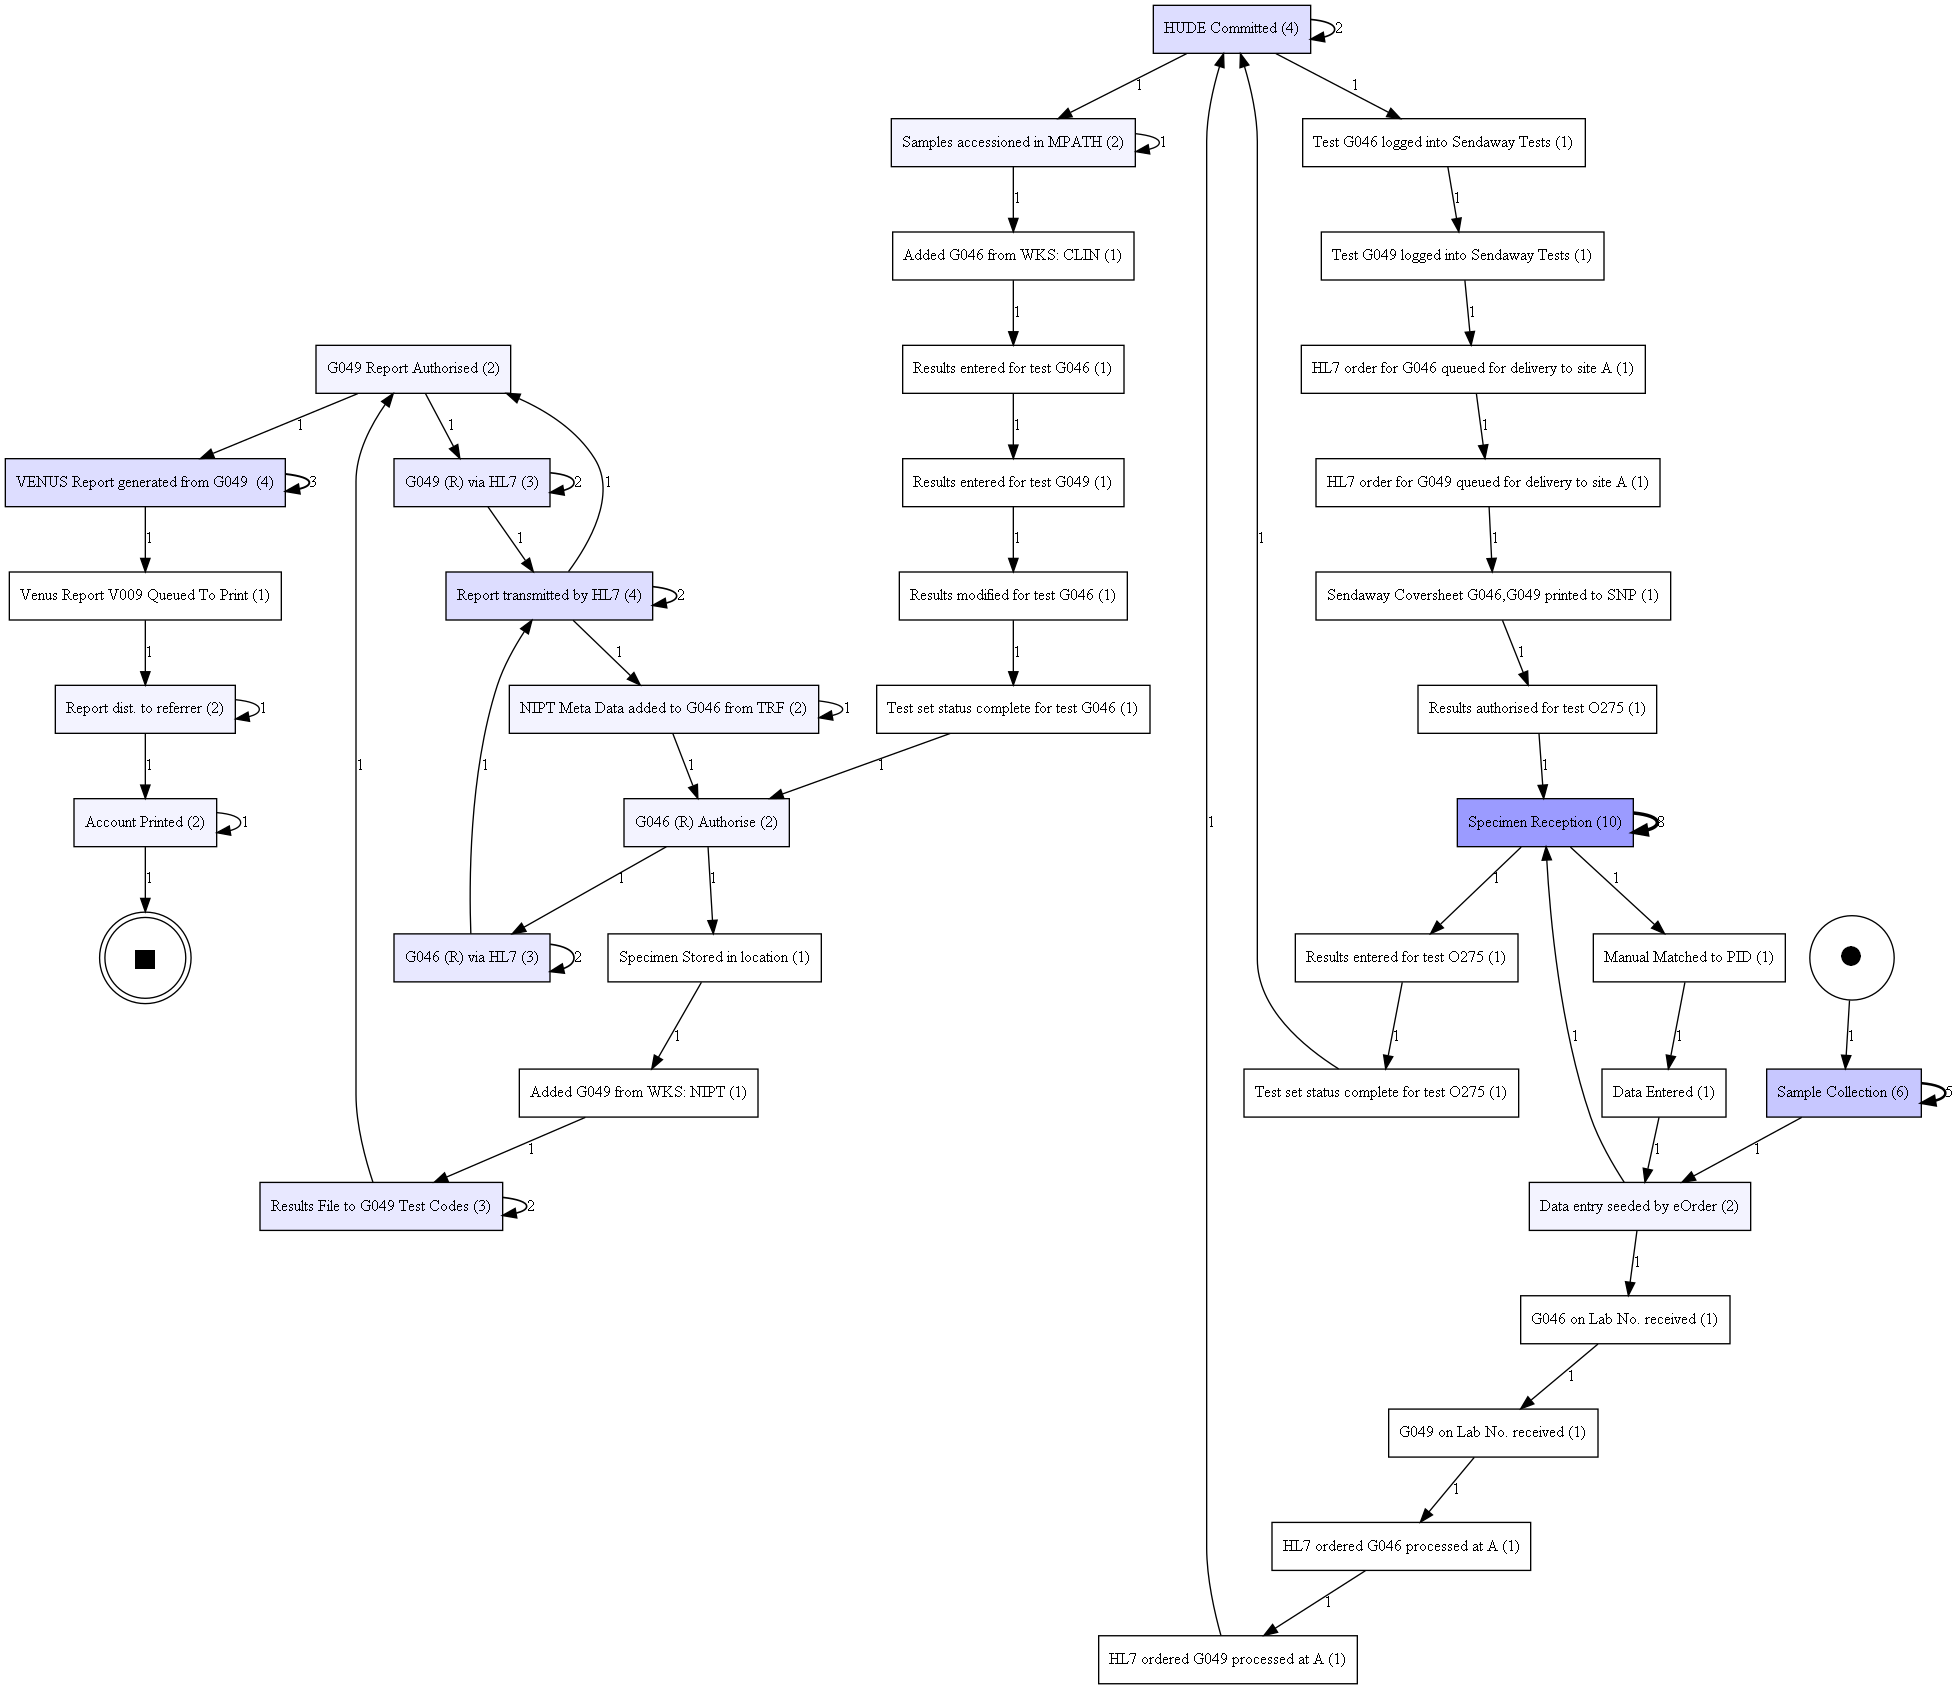 HUDE Committed (4)
2
1
1
Samples accessioned in MPATH (2)
1
Test G046 logged into Sendaway Tests (1)
1
1
Added G046 from WKS: CLIN (1)
Test G049 logged into Sendaway Tests (1)
1
1
G049 Report Authorised (2)
Results entered for test G046 (1)
HL7 order for G046 queued for delivery to site A (1)
1
1
1
1
VENUS Report generated from G049 (4)
3
G049 (R) via HL7 (3)
2
1
Results entered for test G049 (1)
HL7 order for G049 queued for delivery to site A (1)
1
1
1
1
1
Venus Report V009 Queued To Print (1)
Report transmitted by HL7 (4)
2
Results modified for test G046 (1)
Sendaway Coversheet G046,G049 printed to SNP (1)
1
1
1
1
Report dist. to referrer (2)
1
NIPT Meta Data added to G046 from TRF (2)
1
Test set status complete for test G046 (1)
Results authorised for test O275 (1)
1
1
1
1
1
1
Account Printed (2)
1
G046 (R) Authorise (2)
1
Specimen Reception (10)
8
1
1
1
1
1
G046 (R) via HL7 (3)
2
Specimen Stored in location (1)
Results entered for test O275 (1)
Manual Matched to PID (1)
1
1
1
1
1
Added G049 from WKS: NIPT (1)
Test set status complete for test O275 (1)
Data Entered (1)
Sample Collection (6)
5
1
1
1
Results File to G049 Test Codes (3)
2
Data entry seeded by eOrder (2)
1
G046 on Lab No. received (1)
1
G049 on Lab No. received (1)
1
HL7 ordered G046 processed at A (1)
1
HL7 ordered G049 processed at A (1)